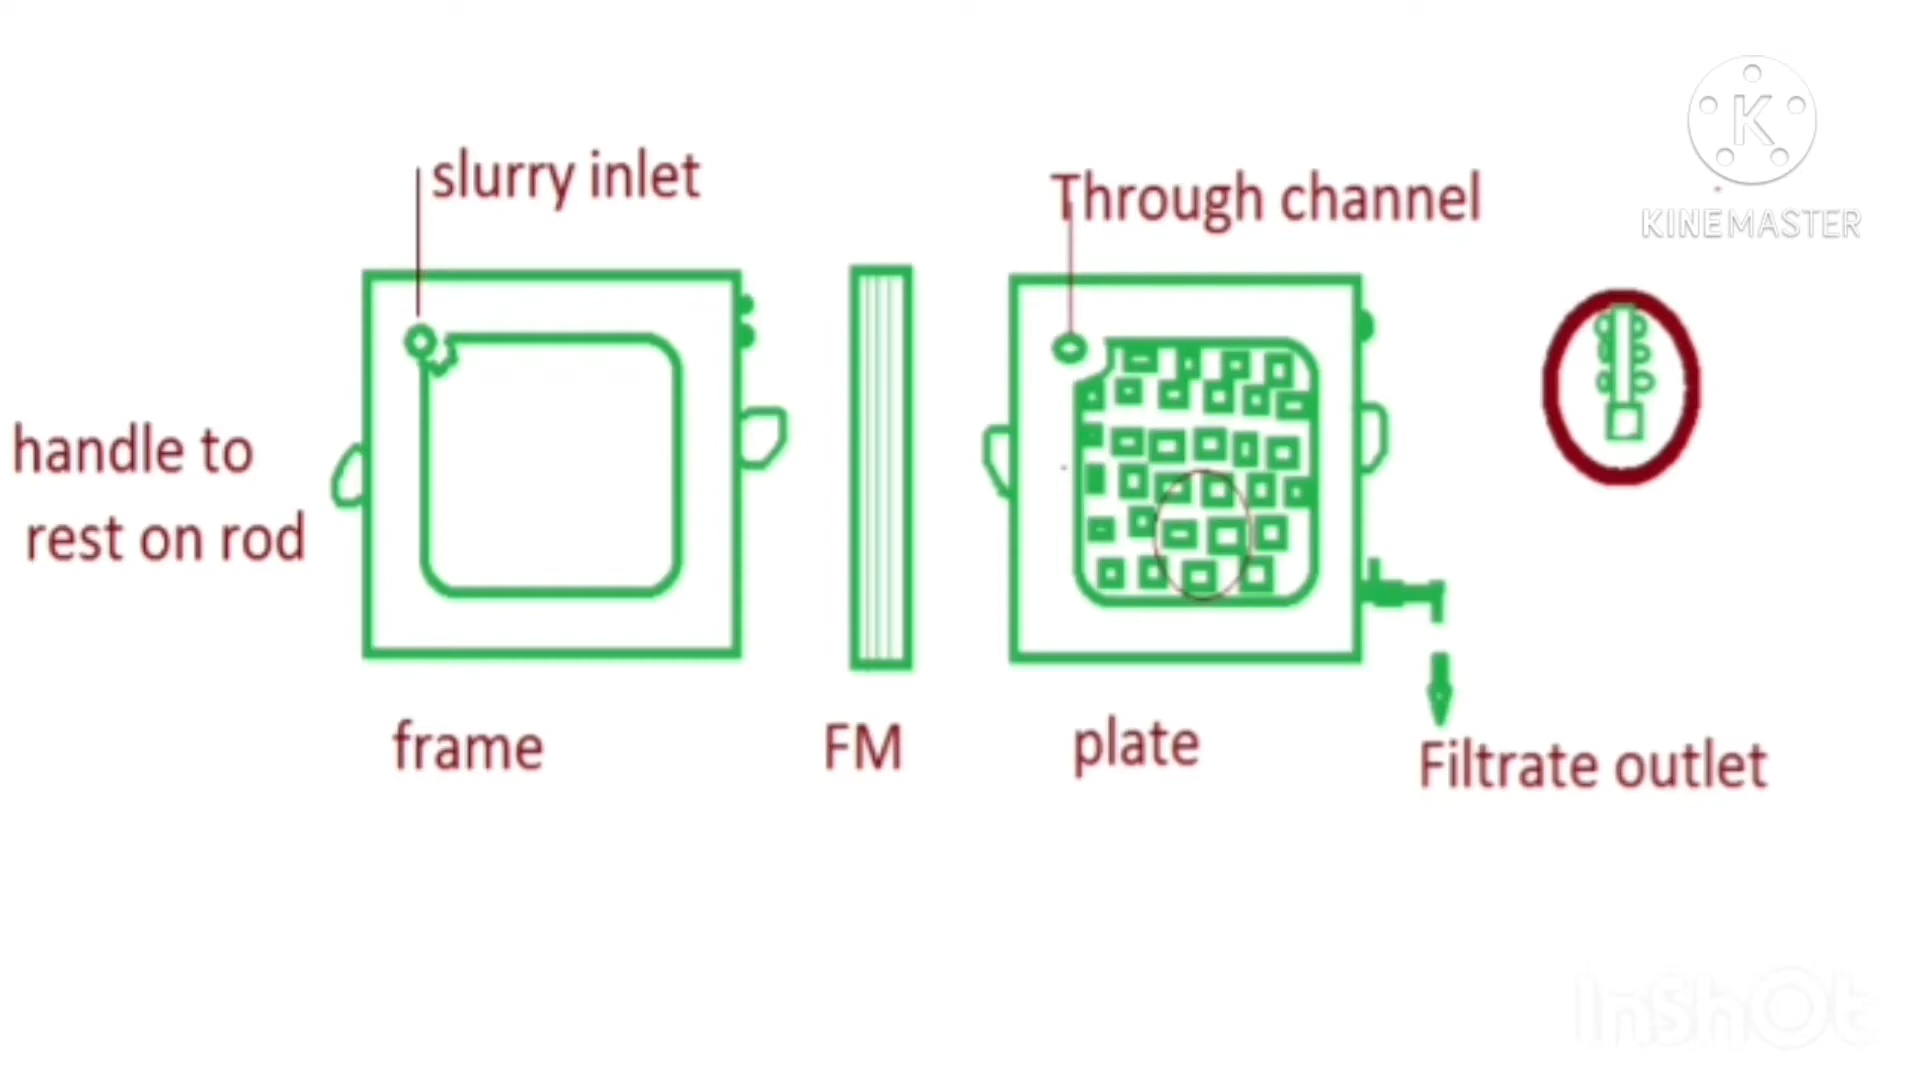 K
KINEMASTER
slurry inlet
Through channel
handle to
rest on rod
frame
FM
plate
Filtrate outlet
InShOt